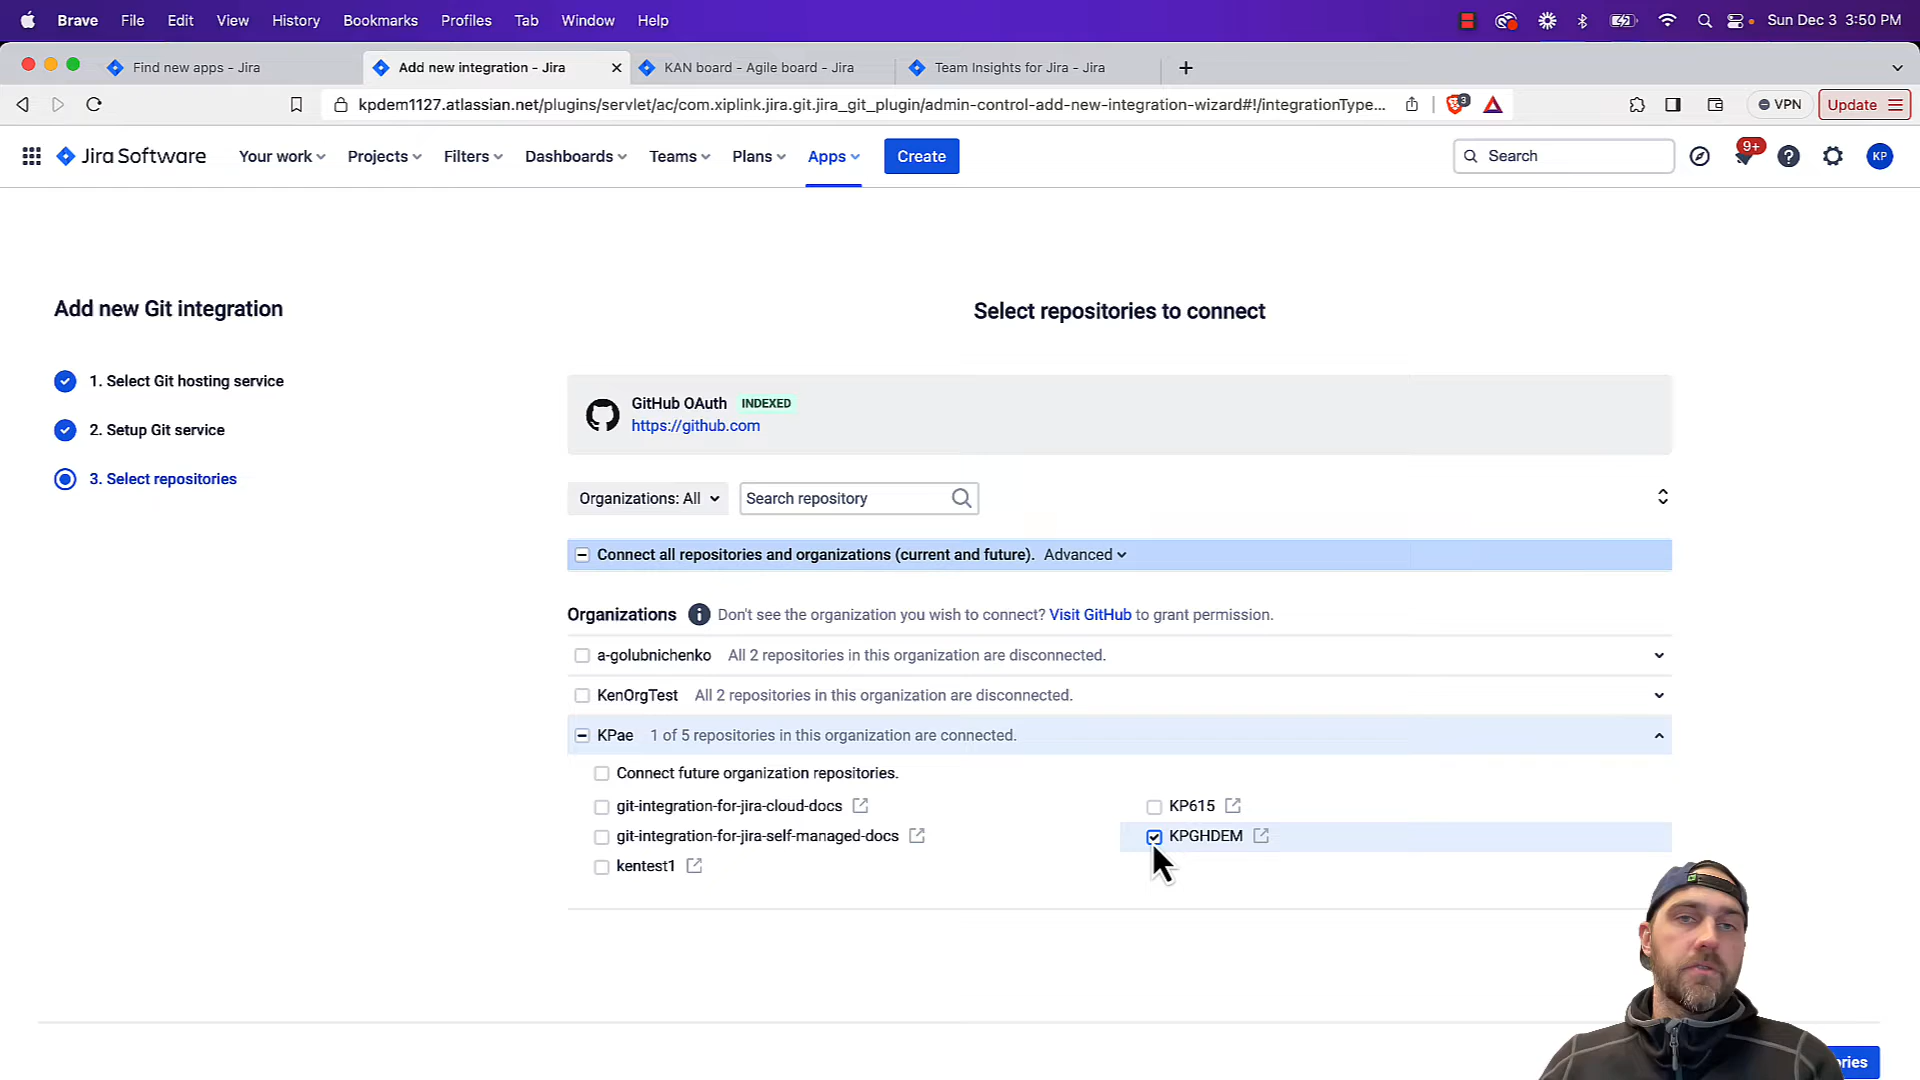 Brave File Edit View History Bookmarks Profiles Tab Window Help Sun Dec 3 3:50 PM
Find new apps - Jira Add new integration - Jira KAN board - Agile board - Jira Team Insights for Jira - Jira
kpdem1127.atlassian.net/plugins/servlet/ac/com.xiplink.jira.git.jira_git_plugin/admin-control-add-new-integration-wizard#!/integrationType... 3 VPN Update
Jira Software Your work Projects Filters Dashboards Teams Plans Apps Create Search 9+ KP
Add new Git integration
1. Select Git hosting service
2. Setup Git service
3. Select repositories
Select repositories to connect
GitHub OAuth INDEXED
https://github.com
Organizations: All Search repository
Connect all repositories and organizations (current and future). Advanced
Organizations Don't see the organization you wish to connect? Visit GitHub to grant permission.
a-golubnichenko All 2 repositories in this organization are disconnected.
KenOrgTest All 2 repositories in this organization are disconnected.
KPae 1 of 5 repositories in this organization are connected.
Connect future organization repositories.
git-integration-for-jira-cloud-docs KP615
git-integration-for-jira-self-managed-docs KPGHDEM
kentest1